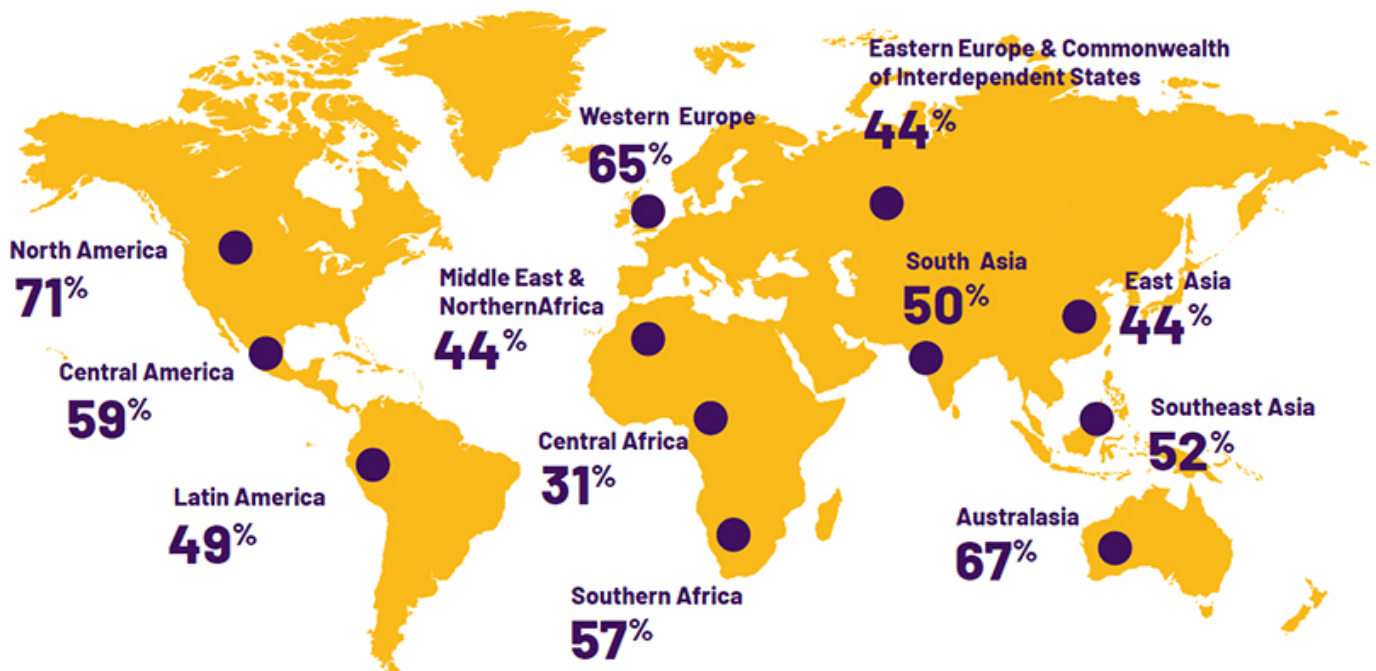 Eastern Europe & Commonwealth
of Interdependent States
44%
Western Europe
65%
North America
71%
Middle East &
NorthernAfrica
44%
South Asia
50%
East Asia
44%
Central America
59%
Central Africa
31%
Southeast Asia
52%
Latin America
49%
Australasia
67%
Southern Africa
57%